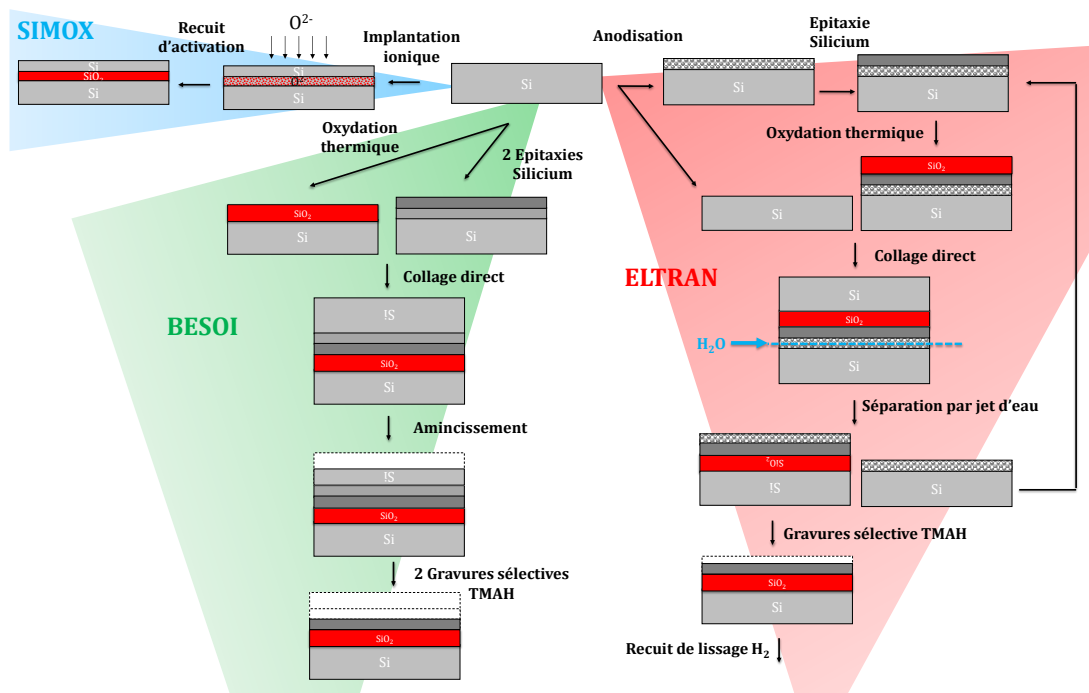 SIMOX
Recuit
d'activation
O²⁻
Implantation
ionique
Si
SiO₂
Si
Si
Si
Si
Anodisation
Epitaxie
Silicium
Oxydation thermique
SiO₂
Si
Oxydation
thermique
2 Epitaxies
Silicium
SiO₂
Si
Collage direct
BESOI
Si
SiO₂
Si
Amincissement
Si
SiO₂
Si
2 Gravures sélectives
TMAH
SiO₂
Si
Collage direct
ELTRAN
Si
SiO₂
H₂O
Si
Séparation par jet d'eau
SiO₂
Si
Si
Gravures sélective TMAH
SiO₂
Si
Recuit de lissage H₂